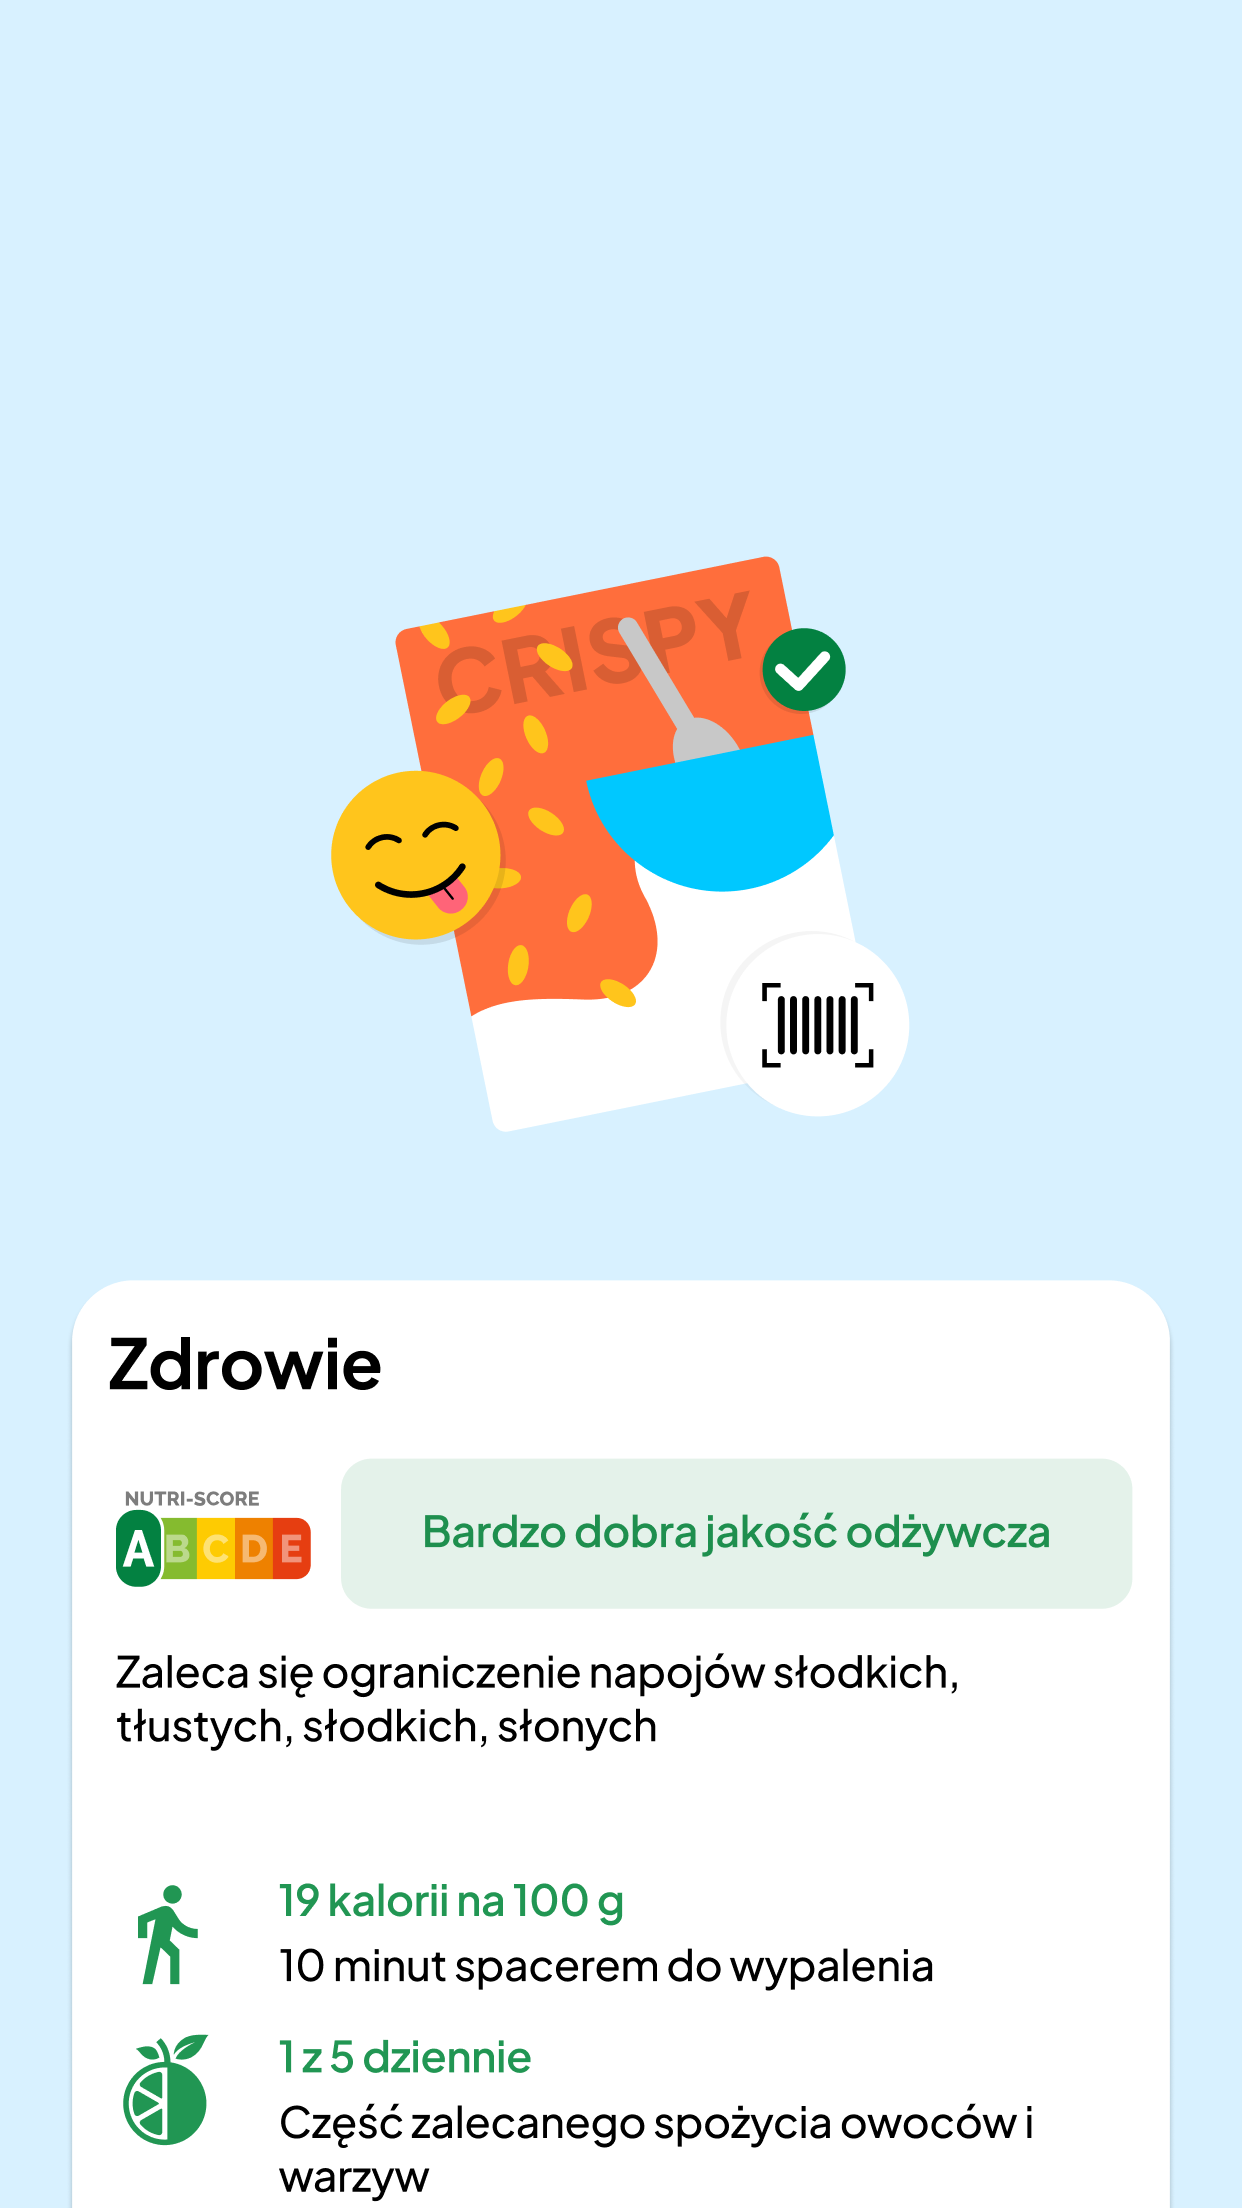 CRISPY
Zdrowie
NUTRI-SCORE
A B C D E
Bardzo dobra jakość odżywcza
Zaleca się ograniczenie napojów słodkich,
tłustych, słodkich, słonych
19 kalorii na 100 g
10 minut spacerem do wypalenia
1 z 5 dziennie
Część zalecanego spożycia owoców i
warzyw